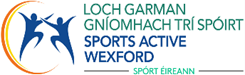 LOCH GARMAN
GNÍOMHACH TRÍ SPÓIRT
SPORTS ACTIVE
WEXFORD
SPÓRT ÉIREANN